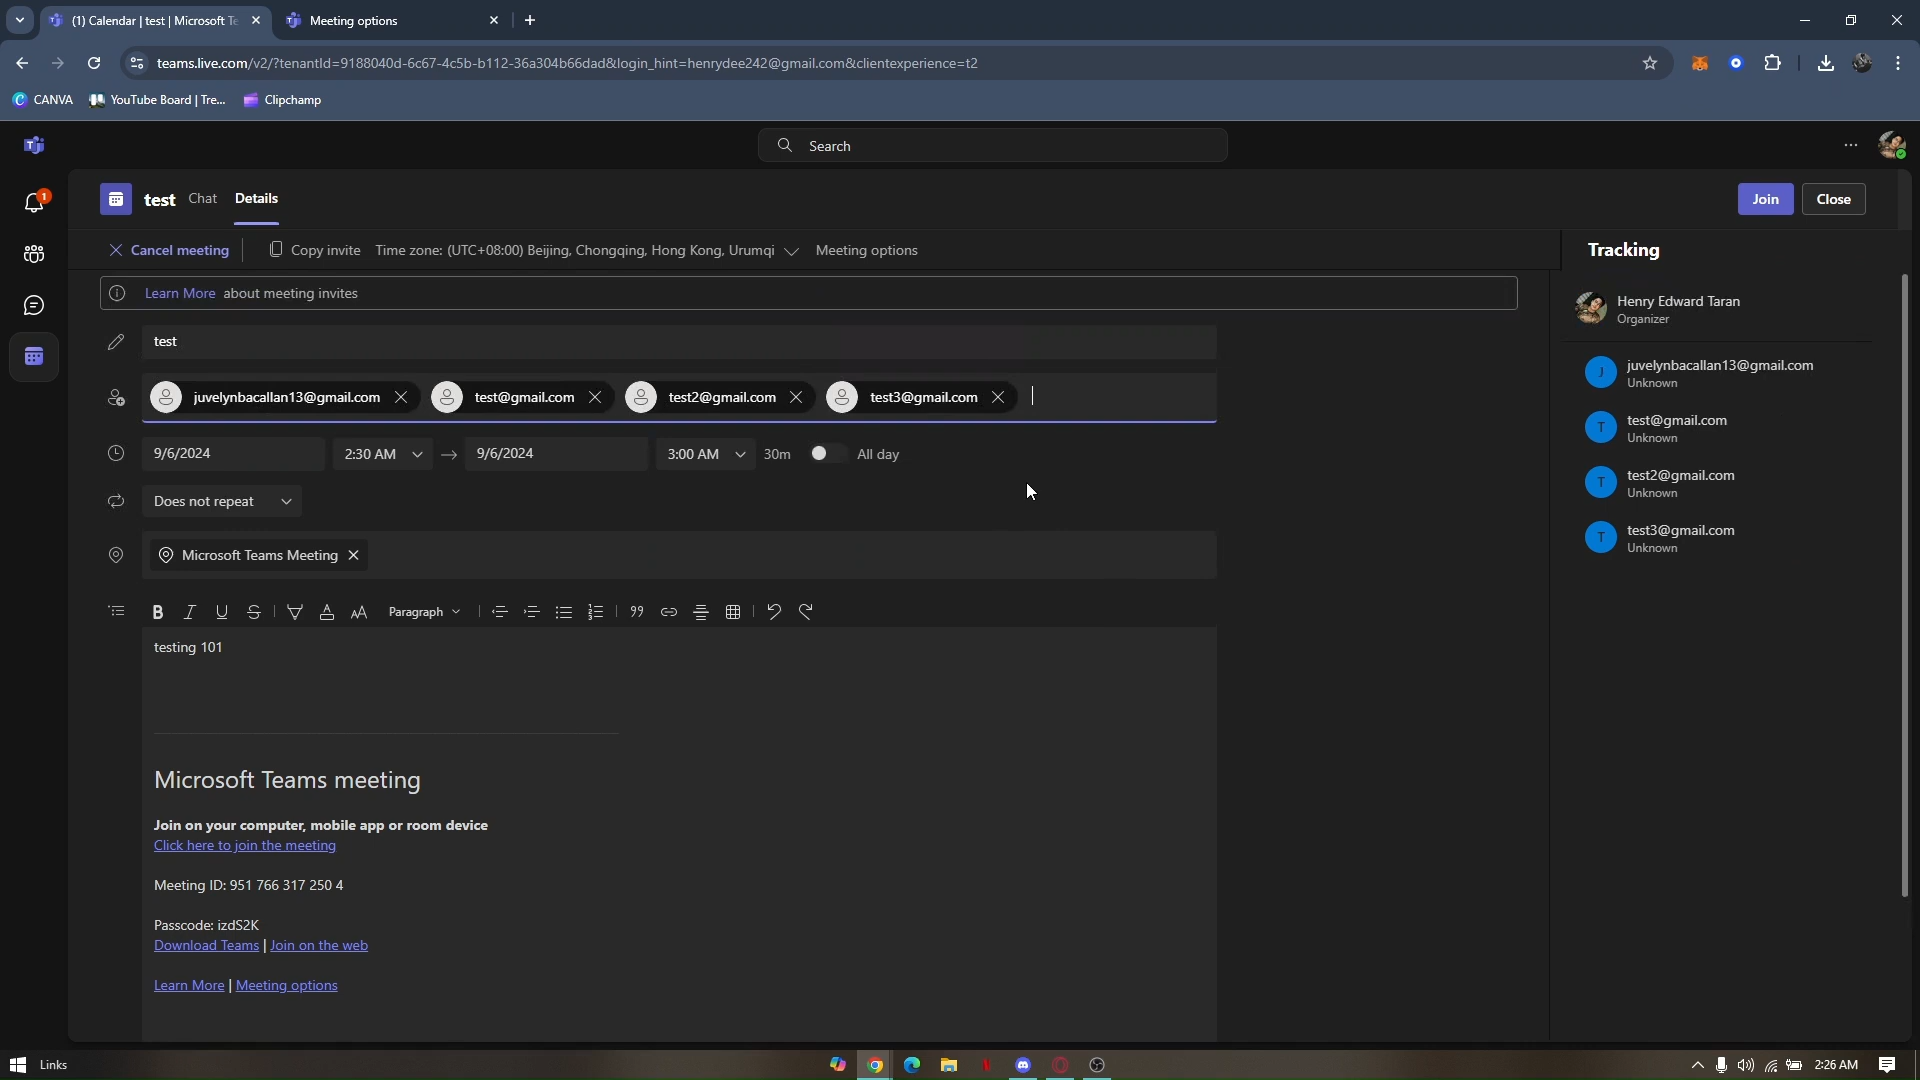 (1) Calendar | test | Microsoft Te
Meeting options
teams.live.com/v2/?tenantId=9188040d-6c67-4c5b-b112-36a304b66dad&login_hint=henrydee242@gmail.com&clientexperience=t2
CANVA
YouTube Board | Tre...
Clipchamp
Search
1
test
Chat
Details
Join
Close
Cancel meeting
Copy invite
Time zone: (UTC+08:00) Beijing, Chongqing, Hong Kong, Urumqi
Meeting options
Tracking
Learn More about meeting invites
Henry Edward Taran
Organizer
test
juvelynbacallan13@gmail.com
test@gmail.com
test2@gmail.com
test3@gmail.com
J
juvelynbacallan13@gmail.com
Unknown
T
test@gmail.com
Unknown
T
test2@gmail.com
Unknown
T
test3@gmail.com
Unknown
9/6/2024
2:30 AM
9/6/2024
3:00 AM
30m
All day
Does not repeat
Microsoft Teams Meeting
Paragraph
testing 101
Microsoft Teams meeting
Join on your computer, mobile app or room device
Click here to join the meeting
Meeting ID: 951 766 317 250 4
Passcode: izdS2K
Download Teams | Join on the web
Learn More | Meeting options
Links
2:26 AM